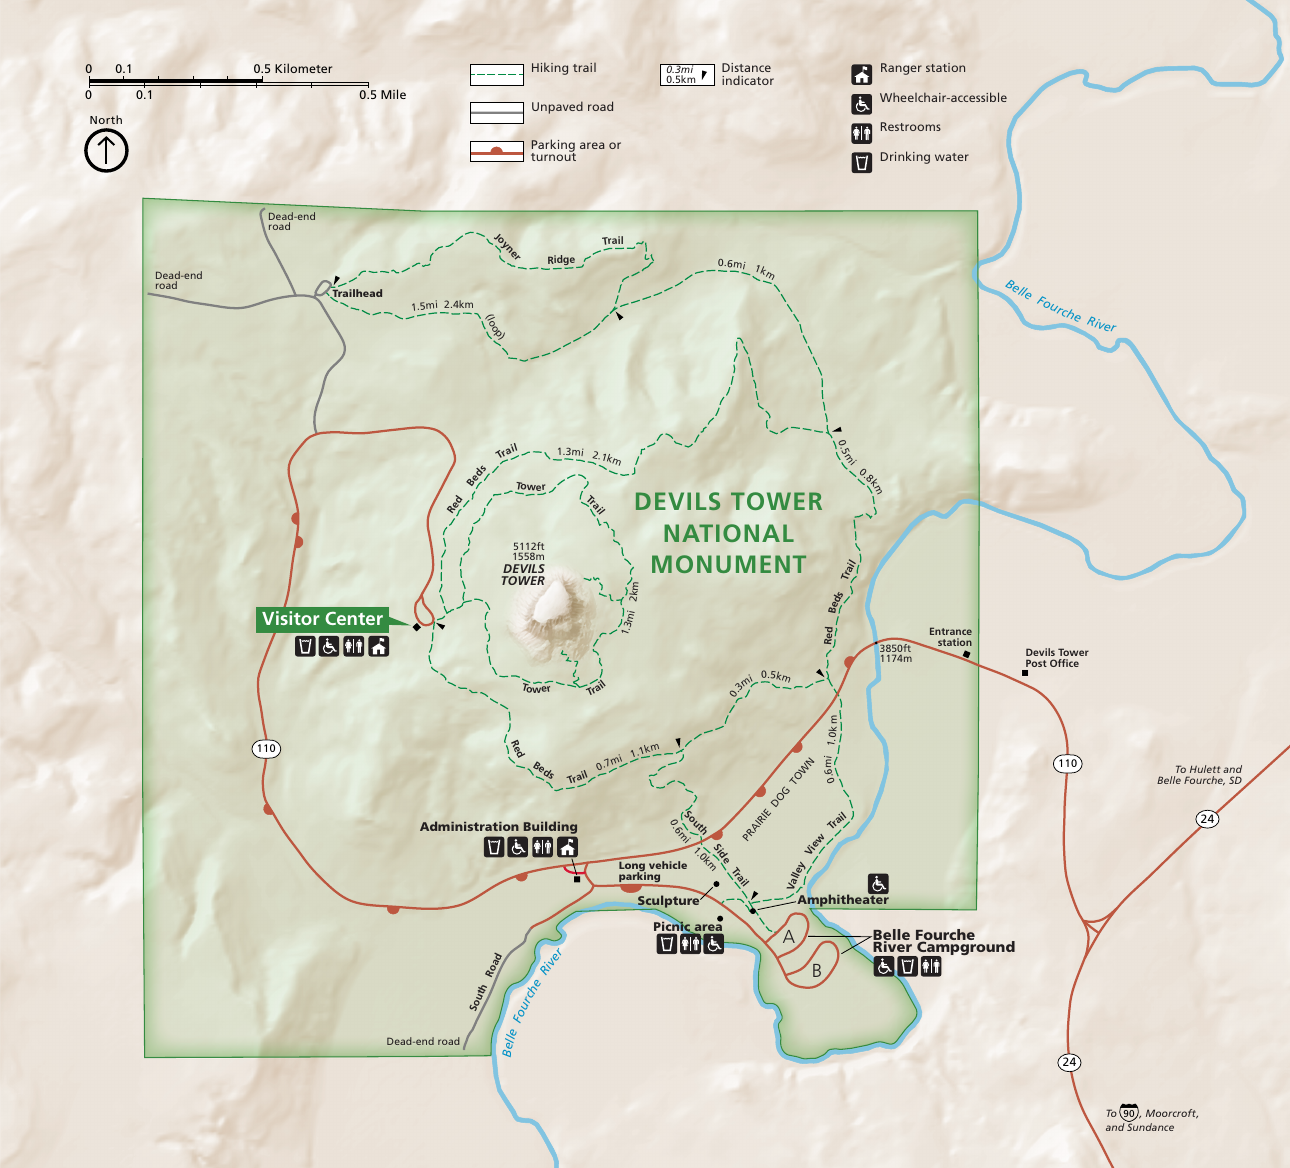 0 0.1 0.5 Kilometer
0 0.1 0.5 Mile
North
Hiking trail
Unpaved road
Parking area or
turnout
0.3mi
0.5km
Distance
indicator
Ranger station
Wheelchair-accessible
Restrooms
Drinking water
Dead-end
road
Dead-end
road
Trailhead
Joyner Ridge Trail
1.5mi 2.4km
(loop)
0.6mi 1km
Belle Fourche River
0.5mi 0.8km
Red Beds Trail
1.3mi 2.1km
Tower Trail
DEVILS TOWER
NATIONAL
MONUMENT
5112ft
1558m
DEVILS
TOWER
1.3mi 2km
Red Beds Trail
Visitor Center
Tower Trail
Entrance
station
3850ft
1174m
Devils Tower
Post Office
0.3mi 0.5km
110
Red Beds Trail
0.7mi 1.1km
0.6mi 1.0km
110
To Hulett and
Belle Fourche, SD
24
PRAIRIE DOG TOWN
South Side Trail
0.6mi 1.0km
Valley View Trail
Administration Building
Long vehicle
parking
Sculpture
Amphitheater
Picnic area
A
B
Belle Fourche
River Campground
South Road
Belle Fourche River
Dead-end road
24
To 90, Moorcroft,
and Sundance